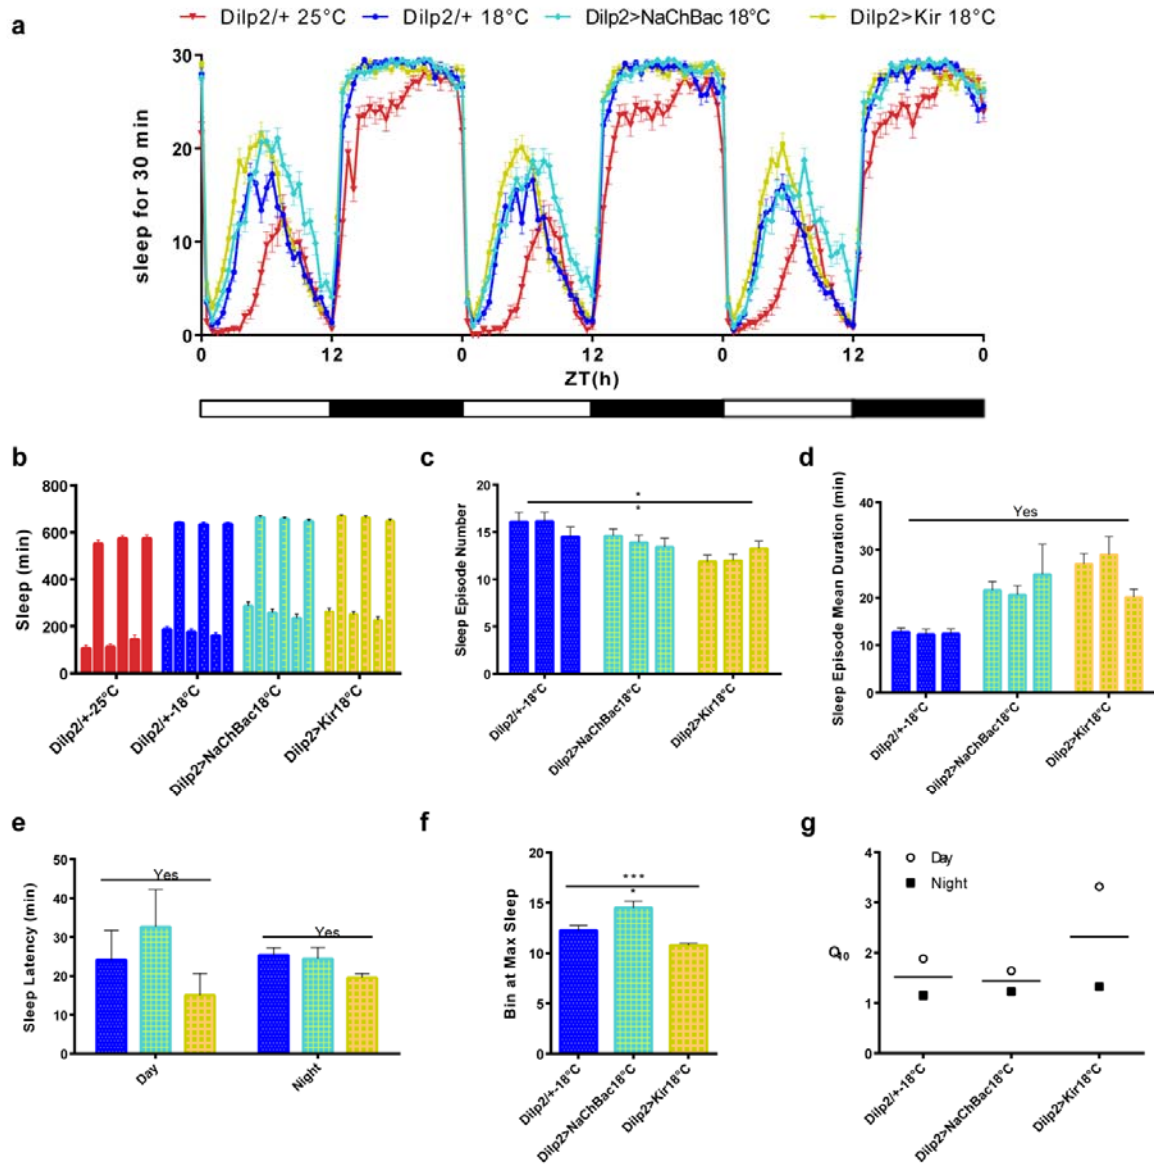 a
Dilp2/+ 25°C Dilp2/+ 18°C Dilp2>NaChBac 18°C Dilp2>Kir 18°C
sleep for 30 min
30
20
10
0
0 12 0 12 0 12 0
ZT(h)
b
Sleep (min)
800
600
400
200
0
Dilp2/+-25°C
Dilp2/+-18°C
Dilp2>NaChBac18°C
Dilp2>Kir18°C
c
Sleep Episode Number
20
15
10
5
0
*
*
Dilp2/+-18°C
Dilp2>NaChBac18°C
Dilp2>Kir18°C
d
Sleep Episode Mean Duration (min)
40
30
20
10
0
Yes
Dilp2/+-18°C
Dilp2>NaChBac18°C
Dilp2>Kir18°C
e
Sleep Latency (min)
50
40
30
20
10
0
Yes
Yes
Day
Night
f
Bin at Max Sleep
20
15
10
5
0
***
*
Dilp2/+-18°C
Dilp2>NaChBac18°C
Dilp2>Kir18°C
g
Q10
4
3
2
1
0
Day
Night
Dilp2/+-18°C
Dilp2>NaChBac18°C
Dilp2>Kir18°C